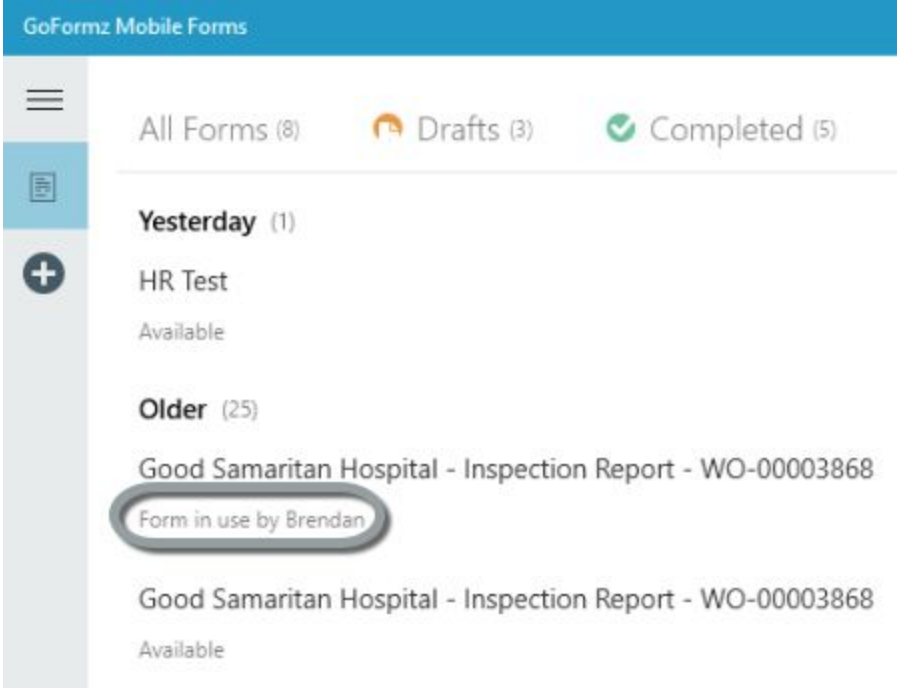 GoFormz Mobile Forms
All Forms (8) Drafts (3) Completed (5)
Yesterday (1)
HR Test
Available
Older (25)
Good Samaritan Hospital - Inspection Report - WO-00003868
Form in use by Brendan
Good Samaritan Hospital - Inspection Report - WO-00003868
Available